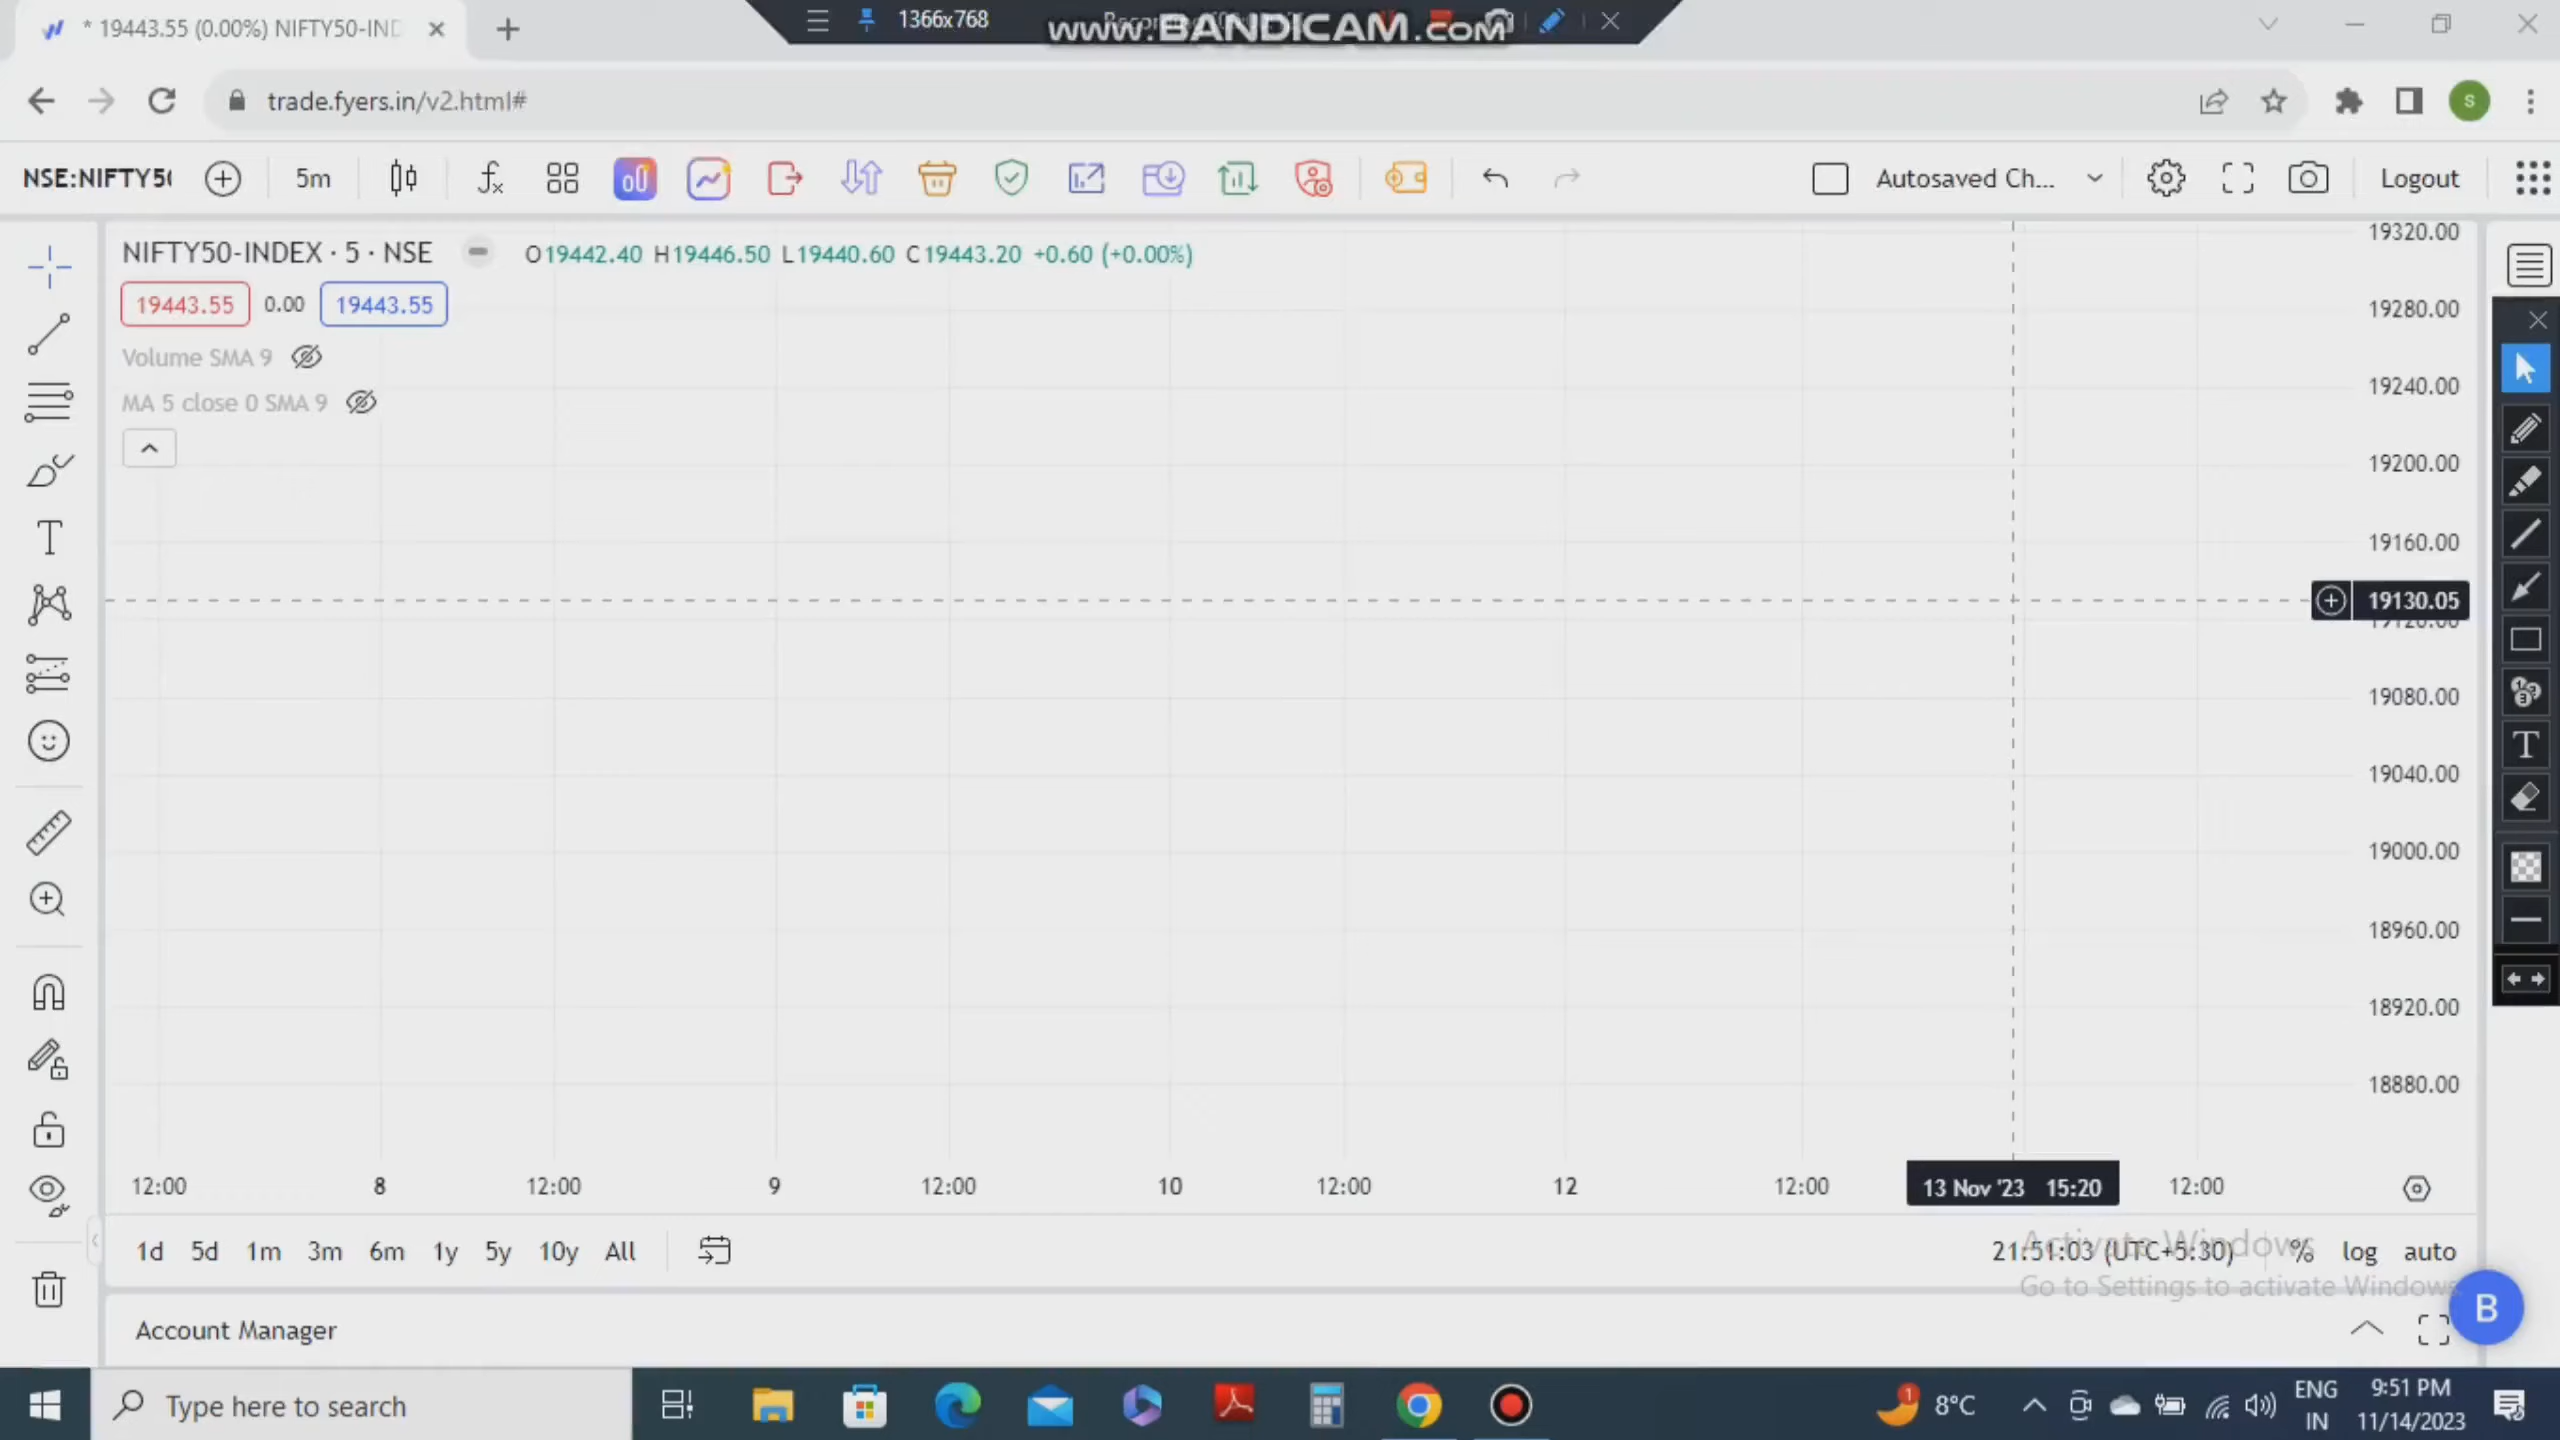 * 19443.55 (0.00%) NIFTY50-IND
1366x768
www.BANDICAM.com
trade.fyers.in/v2.html#
S
NSE:NIFTY50
5m
Autosaved Ch...
Logout
NIFTY50-INDEX · 5 · NSE
O19442.40 H19446.50 L19440.60 C19443.20 +0.60 (+0.00%)
19443.55 0.00 19443.55
Volume SMA 9
MA 5 close 0 SMA 9
19320.00
19280.00
19240.00
19200.00
19160.00
19130.05
19120.00
19080.00
19040.00
19000.00
18960.00
18920.00
18880.00
12:00 8 12:00 9 12:00 10 12:00 12 12:00 13 Nov '23 15:20 12:00
1d 5d 1m 3m 6m 1y 5y 10y All
21:51:03 (UTC+5:30) % log auto
Activate Windows
Go to Settings to activate Windows
B
Account Manager
Type here to search
1
8°C
ENG
IN
9:51 PM
11/14/2023